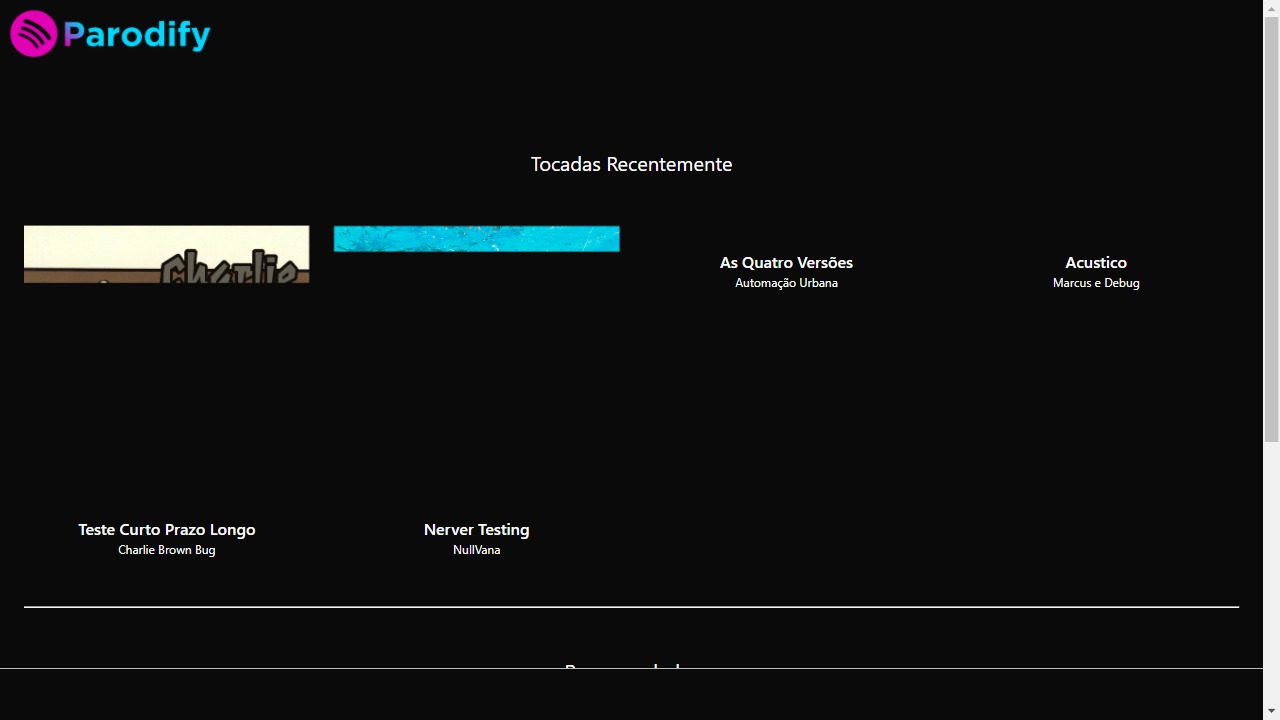 Parodify
Tocadas Recentemente
Charlie
As Quatro Versões
Automação Urbana
Acustico
Marcus e Debug
Teste Curto Prazo Longo
Charlie Brown Bug
Nerver Testing
NullVana